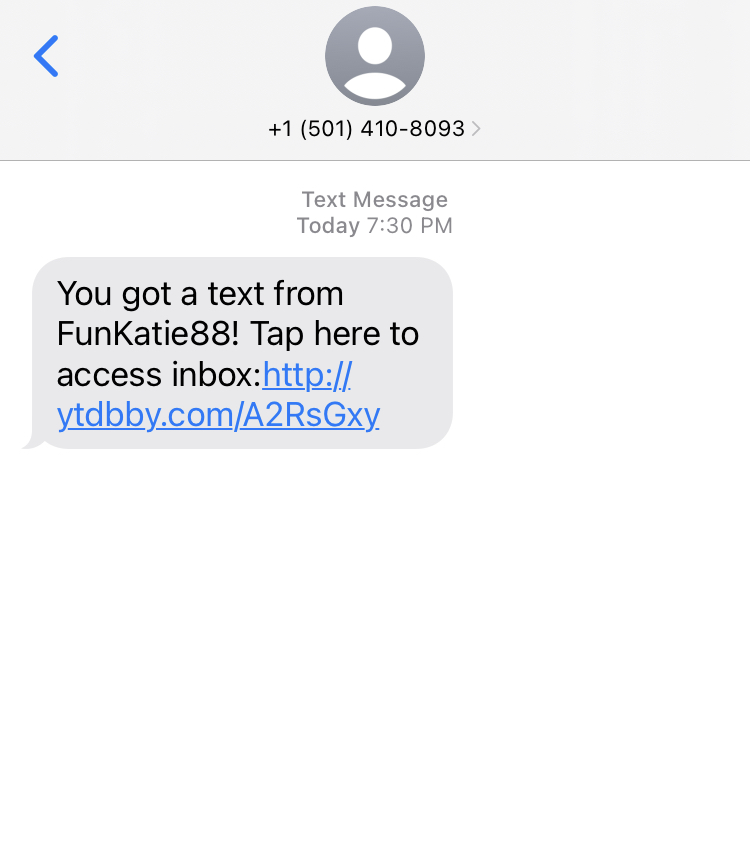 +1 (501) 410-8093
Text Message
Today 7:30 PM
You got a text from
FunKatie88! Tap here to
access inbox:http://
ytdbby.com/A2RsGxy